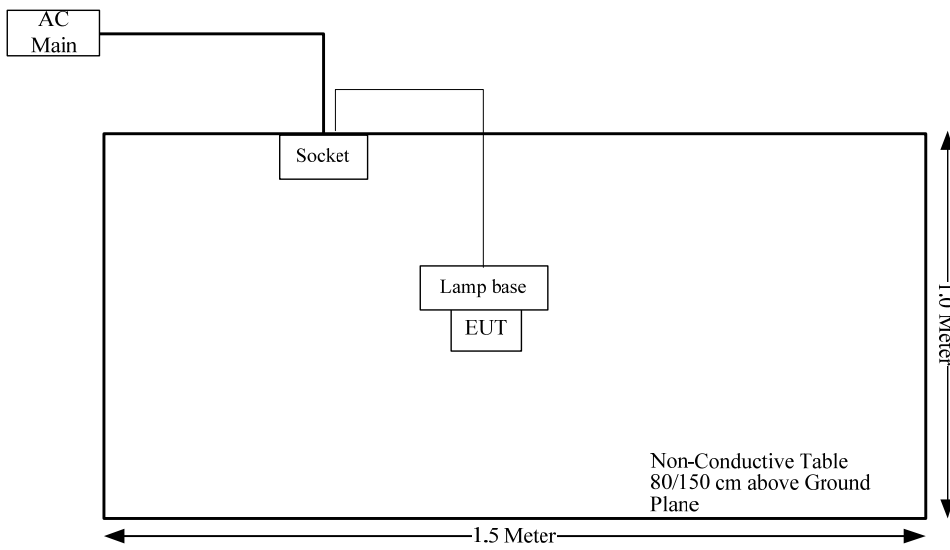 AC
Main
Socket
Lamp base
EUT
1.0 Meter
Non-Conductive Table
80/150 cm above Ground
Plane
1.5 Meter